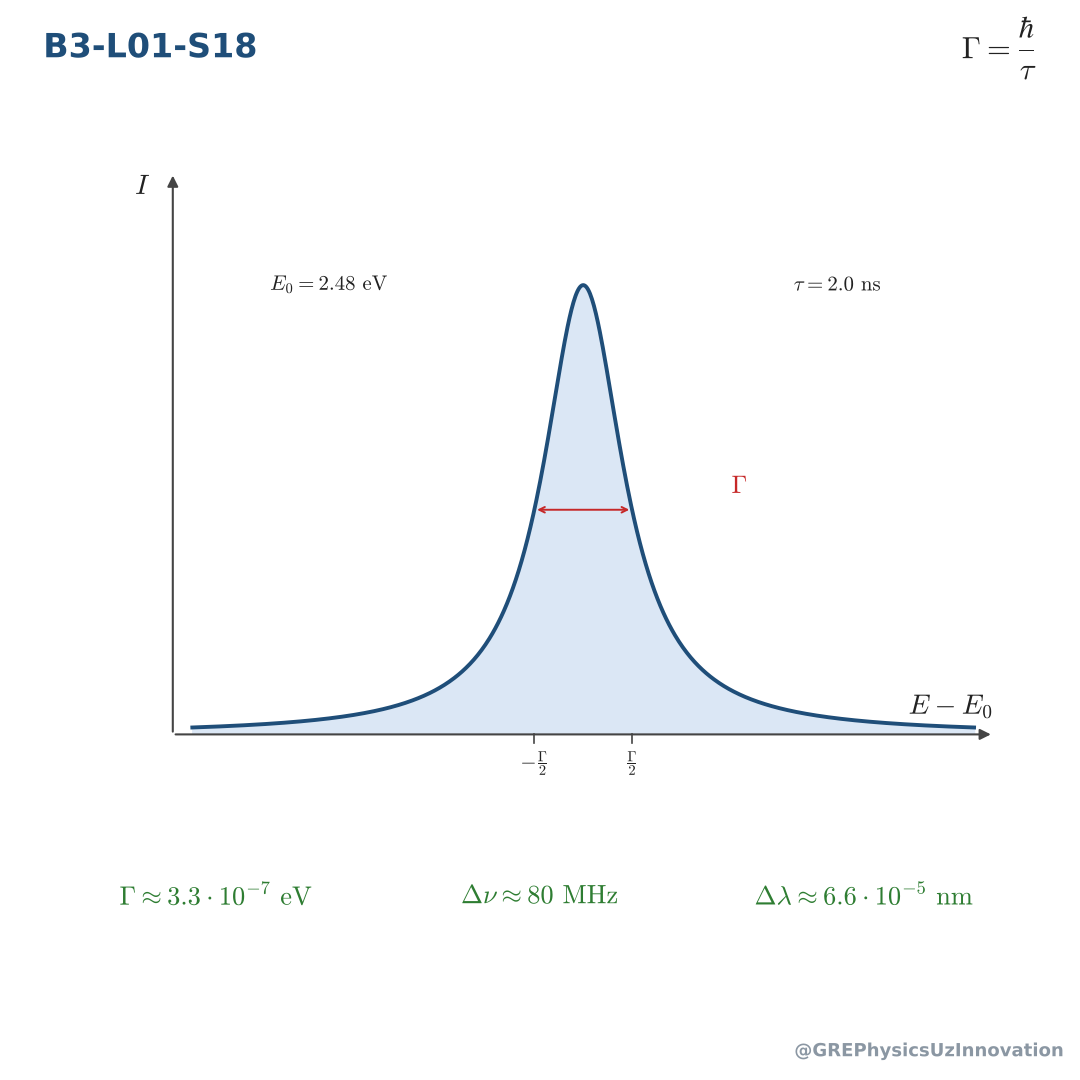 B3-L01-S18
Γ = ħ/τ
I
E₀ = 2.48 eV
τ = 2.0 ns
Γ
E − E₀
−Γ/2
Γ/2
Γ ≈ 3.3 · 10⁻⁷ eV
Δν ≈ 80 MHz
Δλ ≈ 6.6 · 10⁻⁵ nm
@GREPhysicsUzInnovation